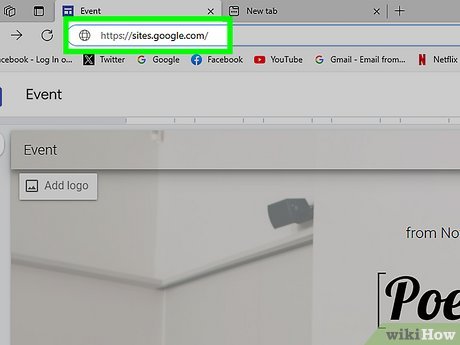 Event
New tab
https://sites.google.com/
Facebook - Log In o...
Twitter
Google
Facebook
YouTube
Gmail - Email from...
Netflix
Event
Event
Add logo
from No
Poe
wikiHow